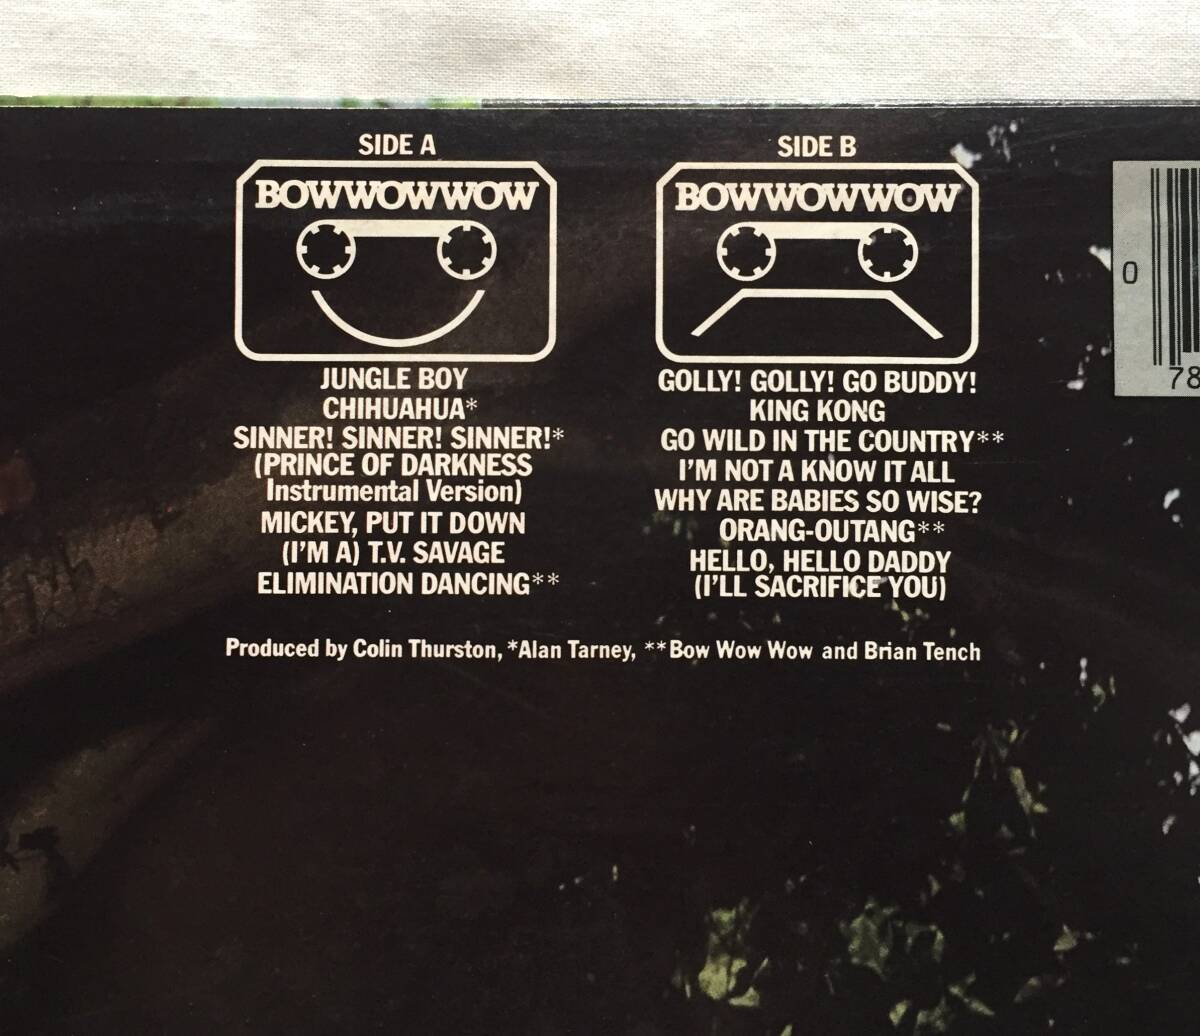 SIDE A
BOWWOWWOW
JUNGLE BOY
CHIHUAHUA*
SINNER! SINNER! SINNER!*
(PRINCE OF DARKNESS
Instrumental Version)
MICKEY, PUT IT DOWN
(I'M A) T.V. SAVAGE
ELIMINATION DANCING**
SIDE B
BOWWOWWOW
GOLLY! GOLLY! GO BUDDY!
KING KONG
GO WILD IN THE COUNTRY**
I'M NOT A KNOW IT ALL
WHY ARE BABIES SO WISE?
ORANG-OUTANG**
HELLO, HELLO DADDY
(I'LL SACRIFICE YOU)
Produced by Colin Thurston, *Alan Tarney, **Bow Wow Wow and Brian Tench
0
78